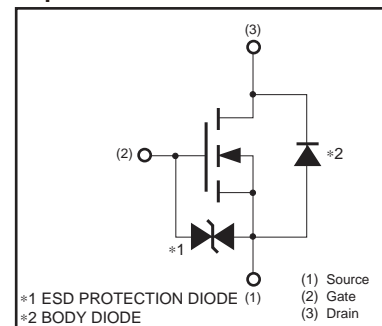 (3)
(2)
∗2
∗1
∗1 ESD PROTECTION DIODE
∗2 BODY DIODE
(1)
(1) Source
(2) Gate
(3) Drain